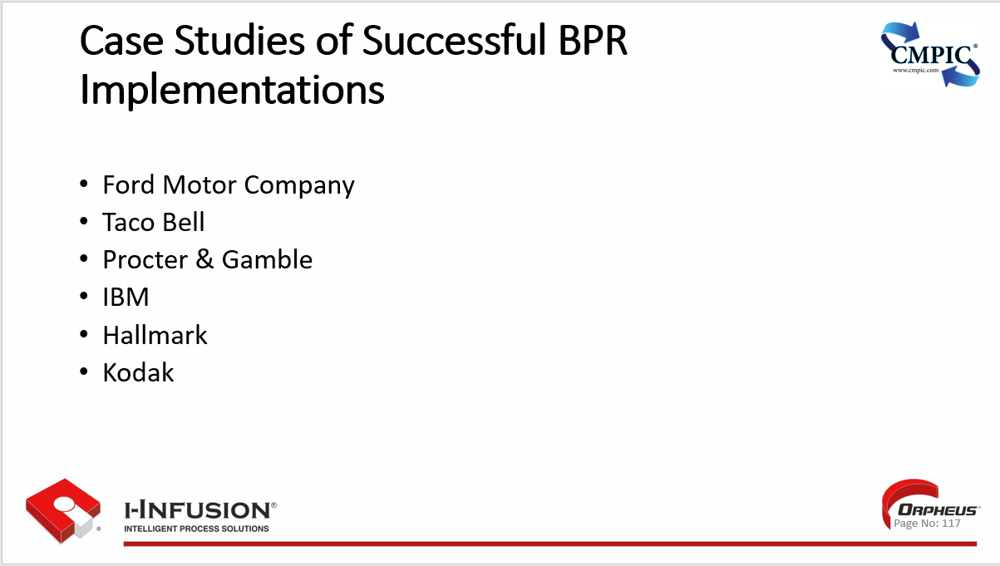 Case Studies of Successful BPR
Implementations
CMPIC®
www.cmpic.com
• Ford Motor Company
• Taco Bell
• Procter & Gamble
• IBM
• Hallmark
• Kodak
®
I-INFUSION®
INTELLIGENT PROCESS SOLUTIONS
ORPHEUS™
Page No: 117